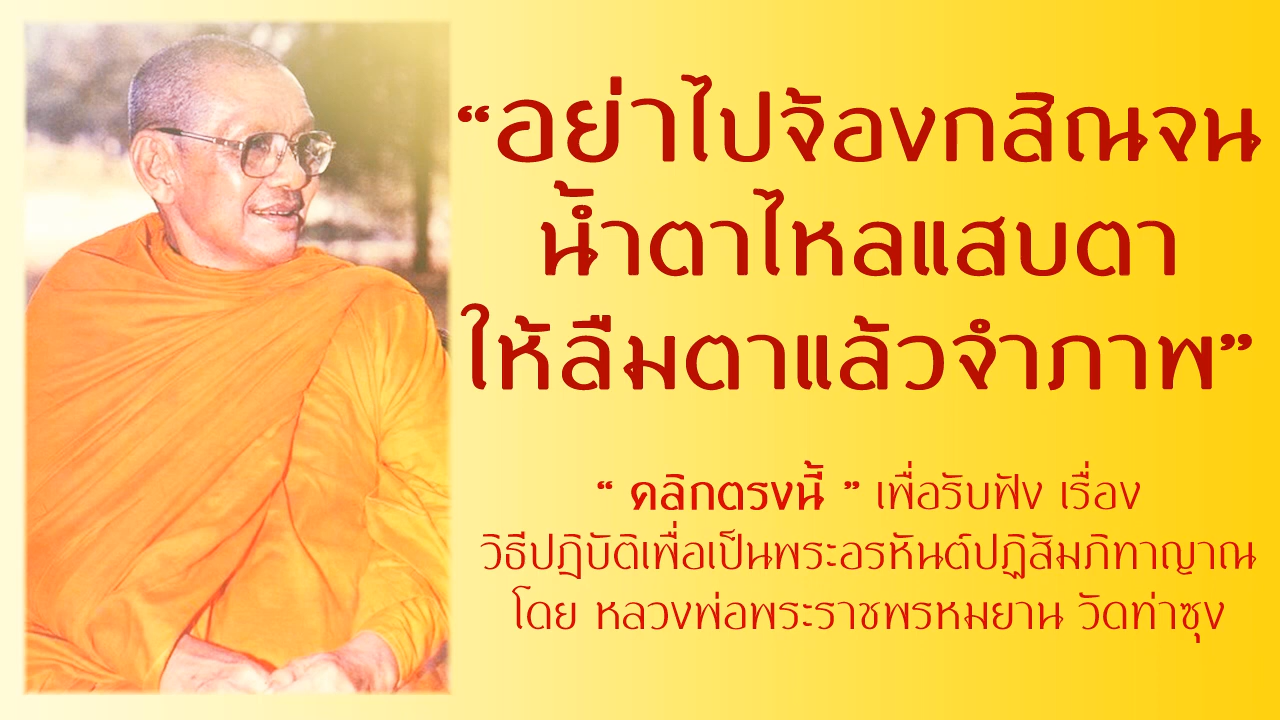 “อย่าไปจ้องกสิณจน
น้ำตาไหลแสบตา
ให้ลืมตาแล้วจำภาพ”
“ คลิกตรงนี้ ” เพื่อรับฟัง เรื่อง
วิธีปฏิบัติเพื่อเป็นพระอรหันต์ปฏิสัมภิทาญาณ
โดย หลวงพ่อพระราชพรหมยาน วัดท่าซุง